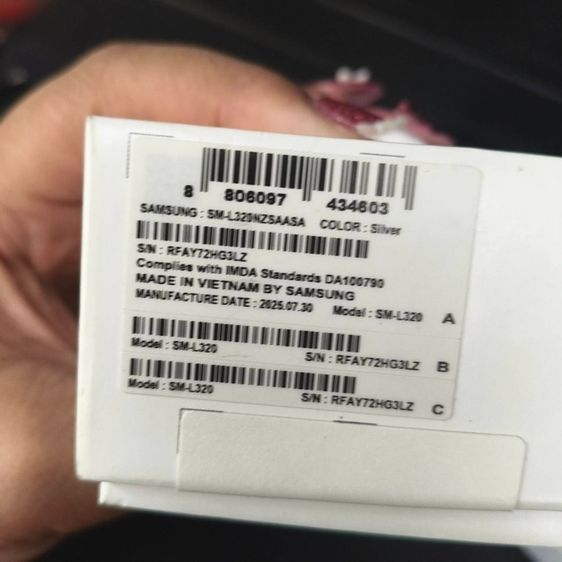 8 806097 434603
SAMSUNG : SM-L320NZSAASA COLOR : Silver
S/N : RFAY72HG3LZ
Complies with IMDA Standards DA100790
MADE IN VIETNAM BY SAMSUNG
MANUFACTURE DATE : 2025.07.30 Model : SM-L320 A
Model : SM-L320 S/N : RFAY72HG3LZ B
Model : SM-L320 S/N : RFAY72HG3LZ C